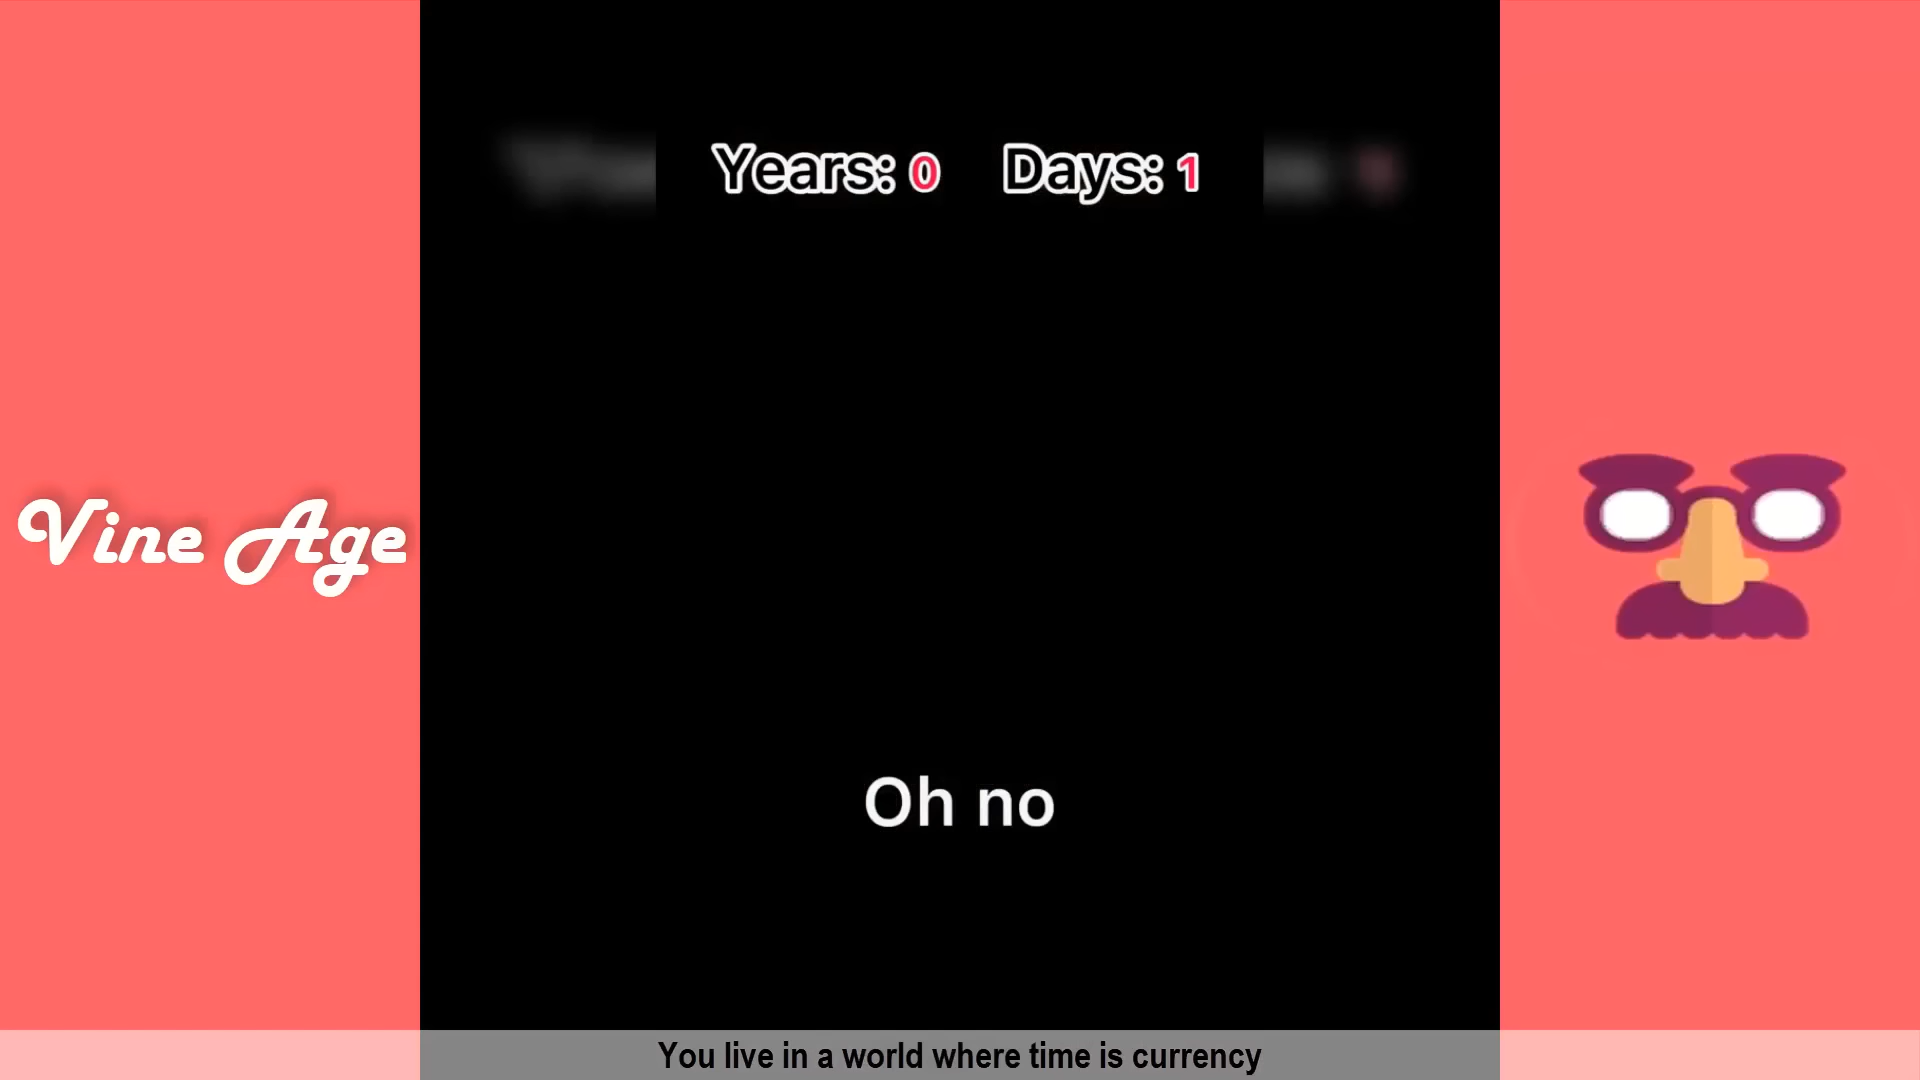 Years: 0 Days: 1
Vine Age
Oh no
You live in a world where time is currency